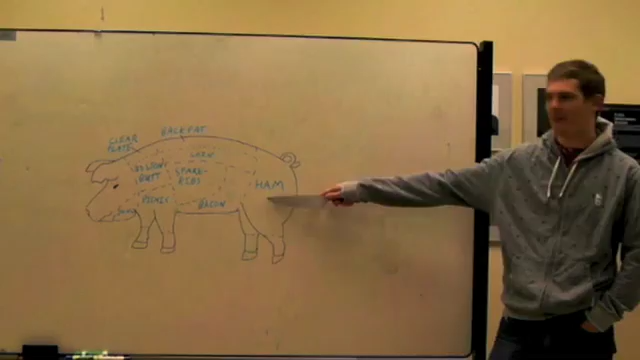 BACK FAT
CLEAR
PLATE
LOIN
BOSTON
BUTT
SPARE-
RIBS
HAM
PICNIC
BACON